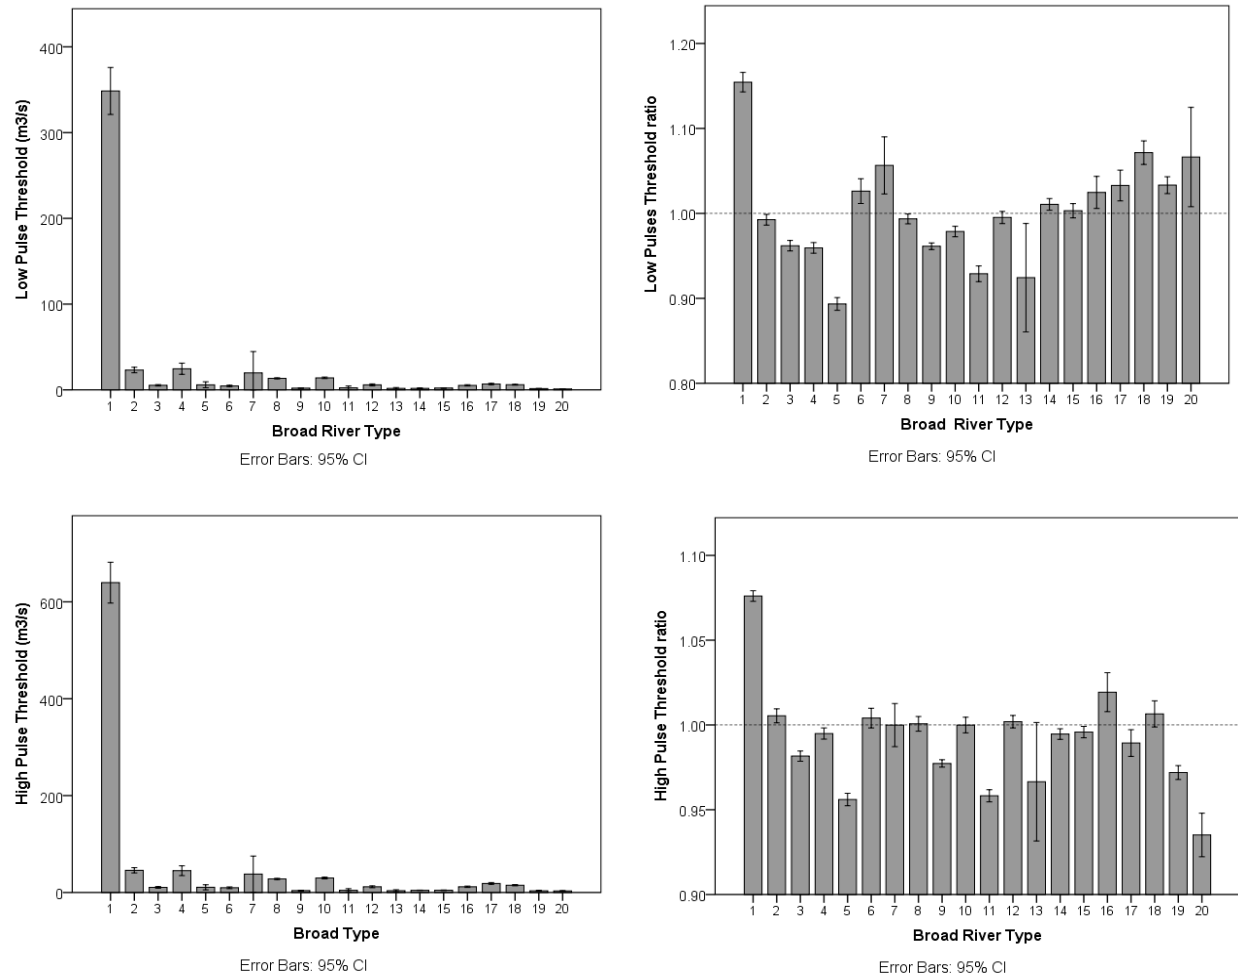 Low Pulse Threshold (m3/s)
400
300
200
100
0
1 2 3 4 5 6 7 8 9 10 11 12 13 14 15 16 17 18 19 20
Broad River Type
Error Bars: 95% CI
Low Pulses Threshold ratio
1.20
1.10
1.00
0.90
0.80
1 2 3 4 5 6 7 8 9 10 11 12 13 14 15 16 17 18 19 20
Broad River Type
Error Bars: 95% CI
High Pulse Threshold (m3/s)
600
400
200
0
1 2 3 4 5 6 7 8 9 10 11 12 13 14 15 16 17 18 19 20
Broad Type
Error Bars: 95% CI
High Pulse Threshold ratio
1.10
1.05
1.00
0.95
0.90
1 2 3 4 5 6 7 8 9 10 11 12 13 14 15 16 17 18 19 20
Broad River Type
Error Bars: 95% CI